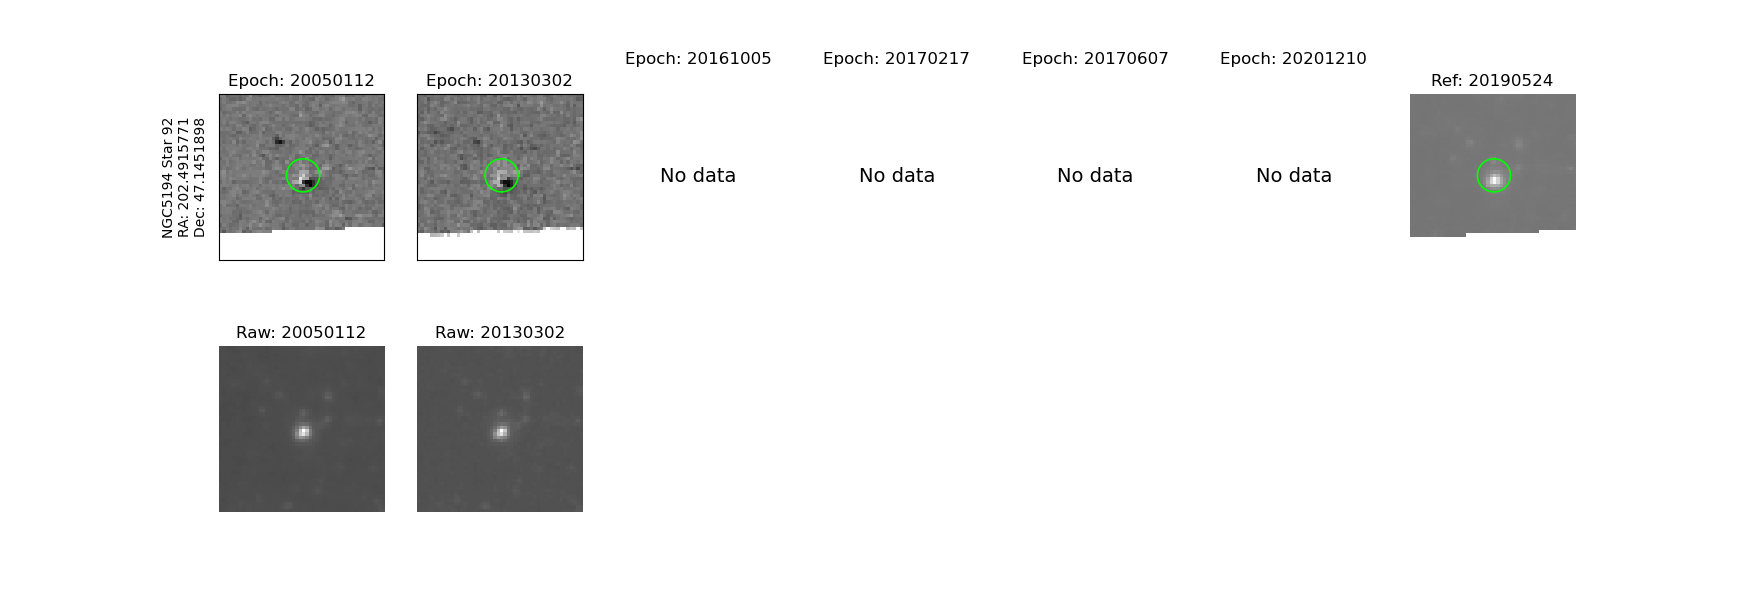 Epoch: 20050112
Epoch: 20130302
Epoch: 20161005
Epoch: 20170217
Epoch: 20170607
Epoch: 20201210
Ref: 20190524
NGC5194 Star 92
RA: 202.4915771
Dec: 47.1451898
No data
No data
No data
No data
Raw: 20050112
Raw: 20130302